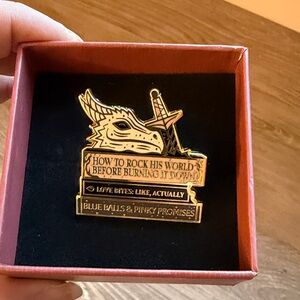 HOW TO ROCK HIS WORLD
BEFORE BURNING IT DOWN
LOVE BITES: LIKE, ACTUALLY
BLUE BALLS & PINKY PROMISES